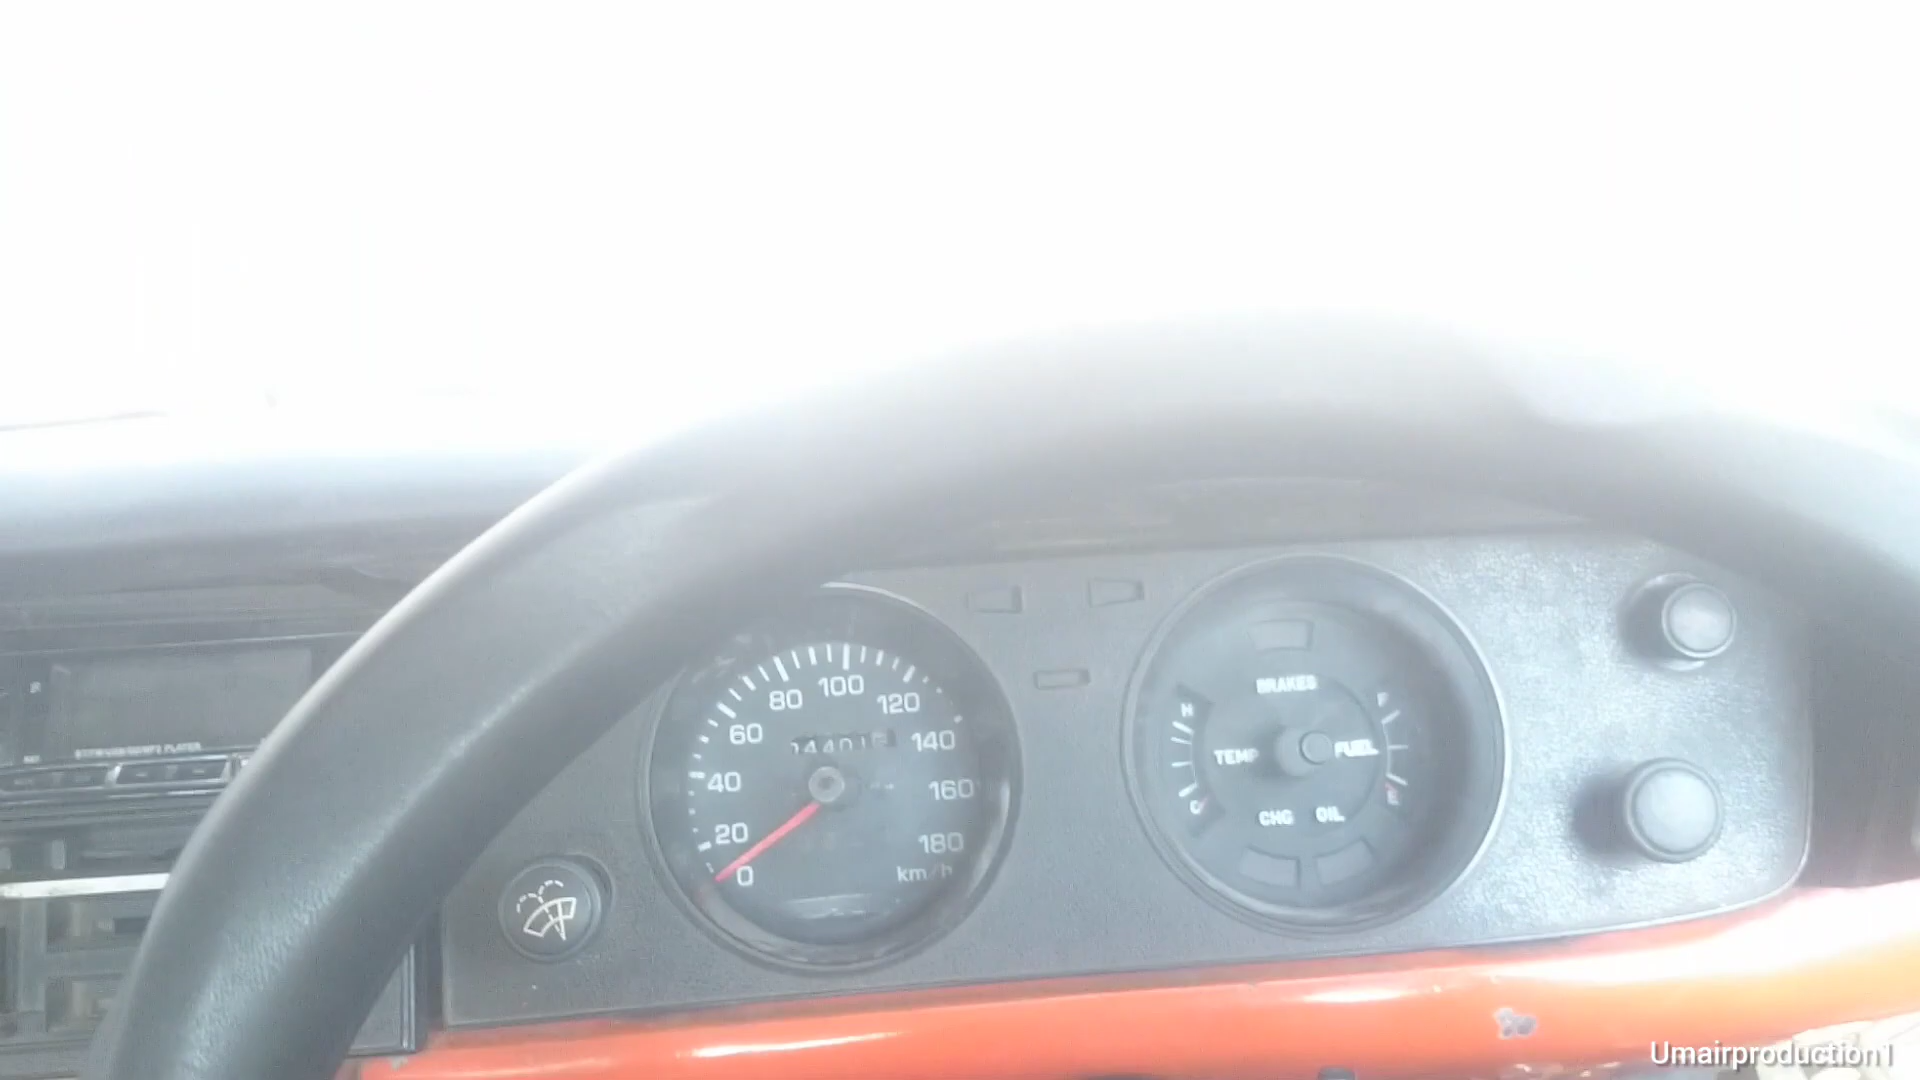 BRAKES
H
F
TEMP
FUEL
C
E
CHG OIL
0
20
40
60
80
100
120
140
160
180
km/h
Umairproduction1